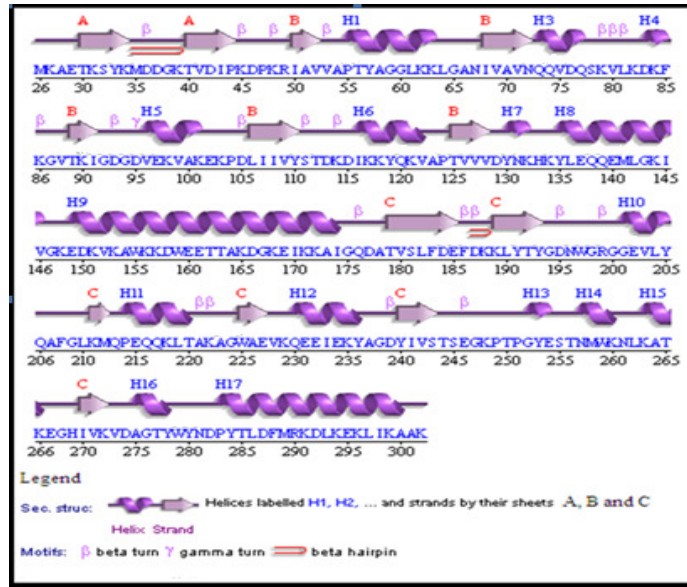 A A B H1 B H3 H4
β β β β β β β β
MKAETKSYKMDDGKTVDIPKDPKRIAVVAPTYAGGLKKLGANIVAVNQQVDQSKVLKDKF
26 30 35 40 45 50 55 60 65 70 75 80 85
B H5 B H6 B H7 H8
β β γ β β β
KGVTKIGDGDVEKVAKEKPDLIIVYSTDKDIKKYQKVAPTVVVDYNKHKYLEQQEMLGKI
86 90 95 100 105 110 115 120 125 130 135 140 145
H9 C C H10
β β β β β
VGKEDKVKAWKKDWEETTAKDGKEIKKAIGQDATVSLFDEFDKKLYTYGDNWGRGGEVLY
146 150 155 160 165 170 175 180 185 190 195 200 205
C H11 C H12 C H13 H14 H15
β β β β
QAFGLKMQPEQQKLTAKAGWAEVKQEEIEKYAGDYIVSTSEGKPTPGYESTNMWKNLKAT
206 210 215 220 225 230 235 240 245 250 255 260 265
C H16 H17
KEGHIVKVDAGTYWYNDPYTLDFMRKDLKEKLIKAAK
266 270 275 280 285 290 295 300
Legend
Sec. struc: Helices labelled H1, H2, ... and strands by their sheets A, B and C
Helix Strand
Motifs: β beta turn γ gamma turn beta hairpin